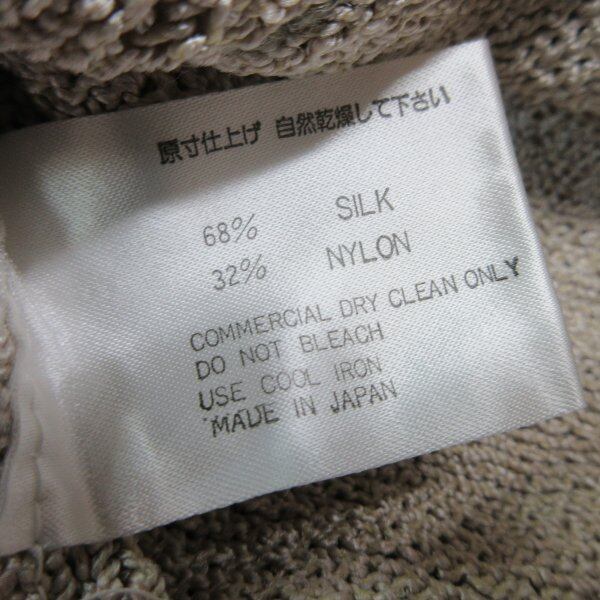 原寸仕上げ 自然乾燥して下さい
68% SILK
32% NYLON
COMMERCIAL DRY CLEAN ONLY
DO NOT BLEACH
USE COOL IRON
MADE IN JAPAN